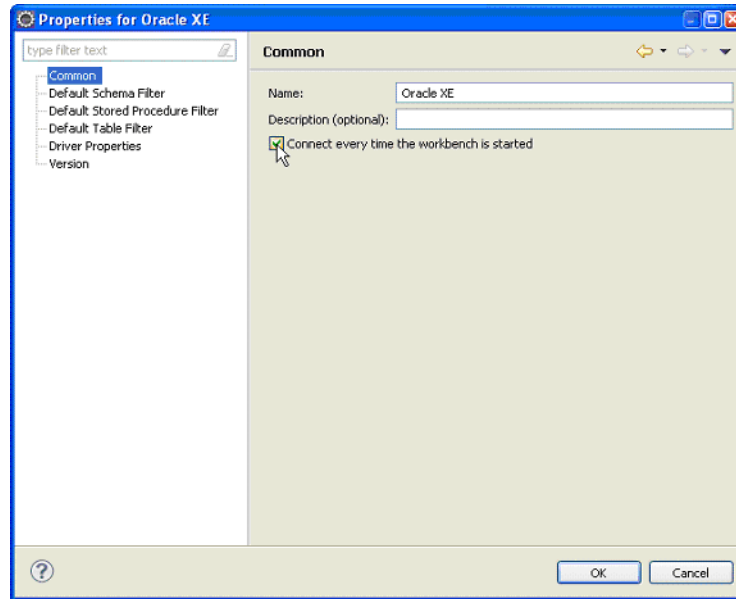 Properties for Oracle XE
type filter text
Common
Default Schema Filter
Default Stored Procedure Filter
Default Table Filter
Driver Properties
Version
Common
Name: Oracle XE
Description (optional):
Connect every time the workbench is started
?
OK Cancel